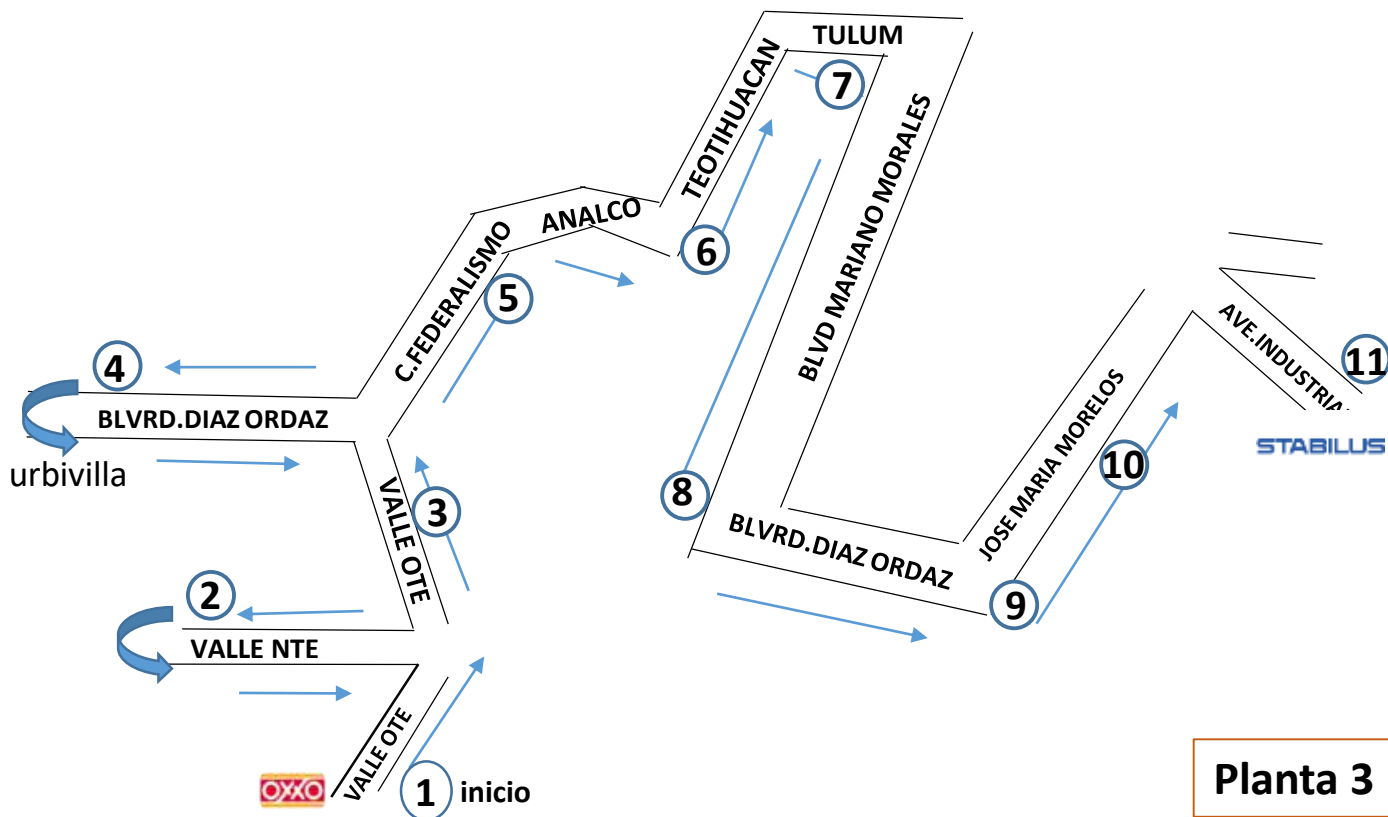 TULUM
7
TEOTIHUACAN
BLVD MARIANO MORALES
ANALCO
6
C.FEDERALISMO
5
4
BLVRD.DIAZ ORDAZ
urbivilla
AVE.INDUSTRIAL
11
STABILUS
JOSE MARIA MORELOS
10
3
VALLE OTE
8
BLVRD.DIAZ ORDAZ
9
2
VALLE NTE
VALLE OTE
OXXO
1 inicio
Planta 3